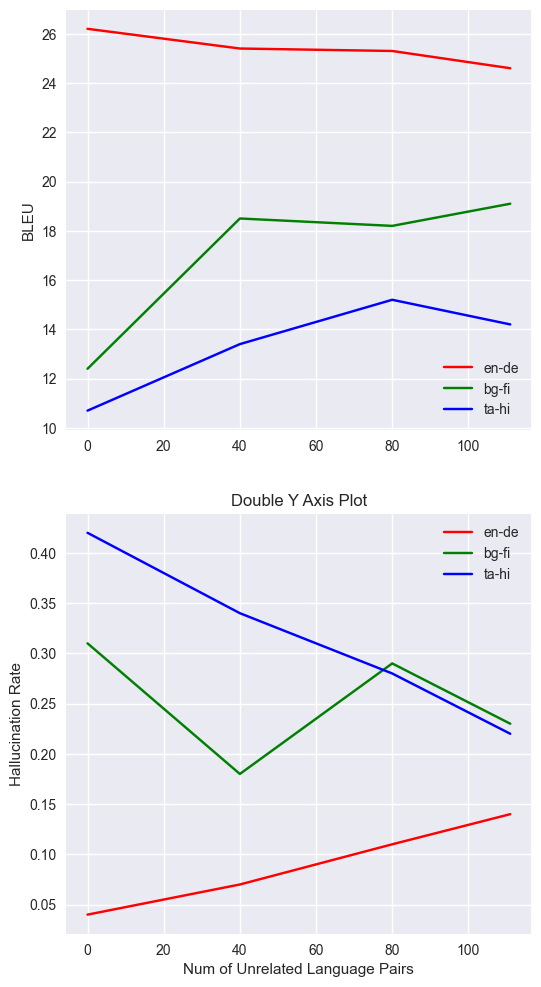 26
24
22
20
18
16
14
12
10
BLEU
en-de
bg-fi
ta-hi
0 20 40 60 80 100
Double Y Axis Plot
en-de
bg-fi
ta-hi
0.40
0.35
0.30
0.25
0.20
0.15
0.10
0.05
Hallucination Rate
0 20 40 60 80 100
Num of Unrelated Language Pairs